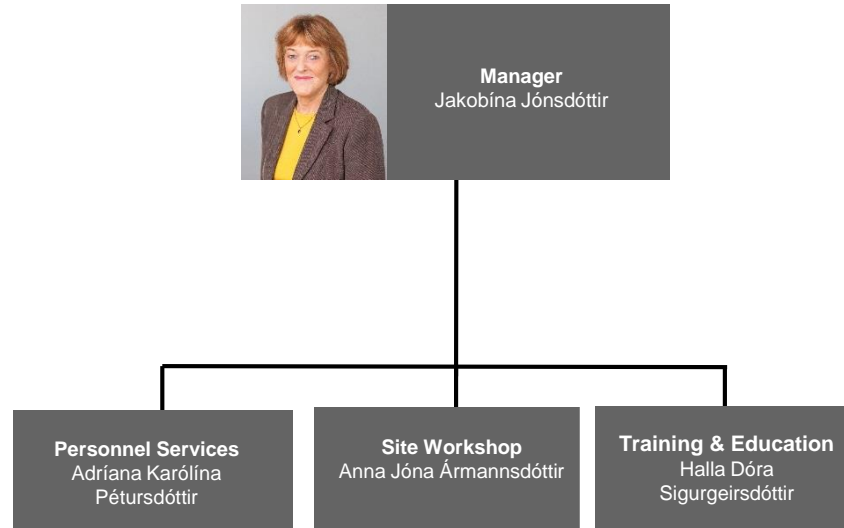 Manager
Jakobína Jónsdóttir
Personnel Services
Adríana Karólína
Pétursdóttir
Site Workshop
Anna Jóna Ármannsdóttir
Training & Education
Halla Dóra
Sigurgeirsdóttir